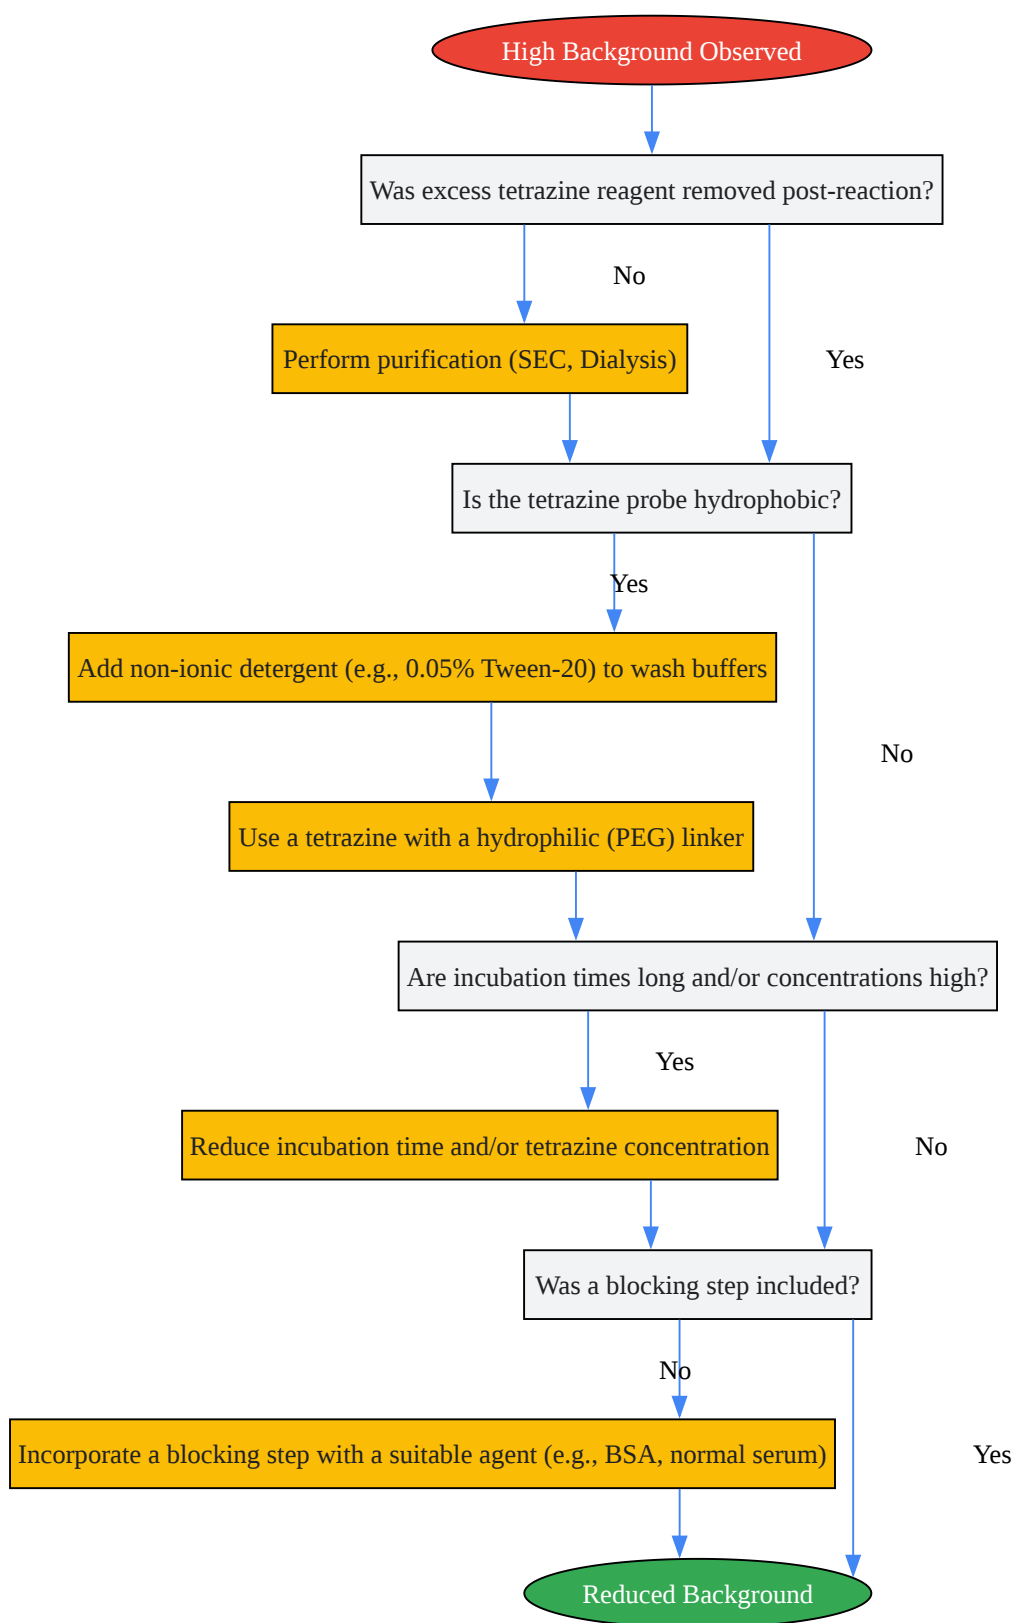 High Background Observed
Was excess tetrazine reagent removed post-reaction?
No
Perform purification (SEC, Dialysis)
Yes
Is the tetrazine probe hydrophobic?
Yes
Add non-ionic detergent (e.g., 0.05% Tween-20) to wash buffers
No
Use a tetrazine with a hydrophilic (PEG) linker
Are incubation times long and/or concentrations high?
Yes
Reduce incubation time and/or tetrazine concentration
No
Was a blocking step included?
No
Incorporate a blocking step with a suitable agent (e.g., BSA, normal serum)
Yes
Reduced Background